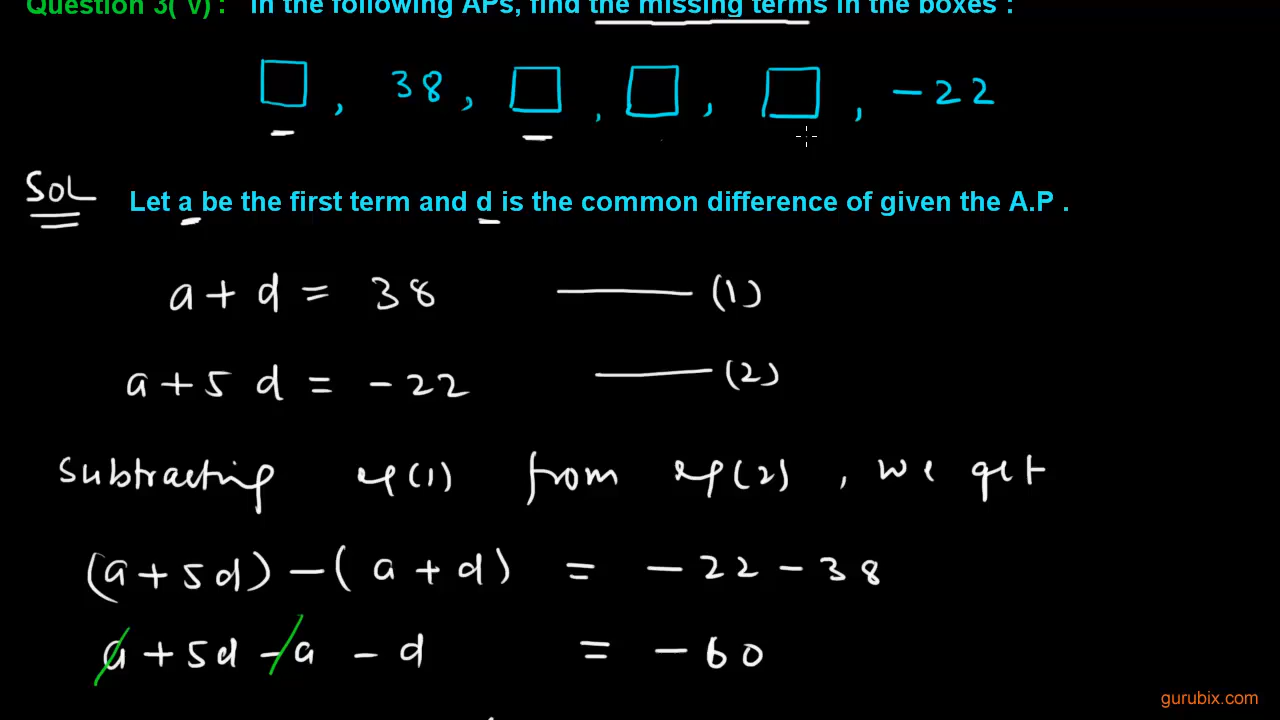 Question 3( v) : In the following APs, find the missing terms in the boxes :
□ , 38 , □ , □ , □ , -22
SOL Let a be the first term and d is the common difference of given the A.P .
a + d = 38 ——— (1)
a + 5 d = -22 ——— (2)
Subtracting eq(1) from eq(2) , we get
(a + 5d) - ( a + d) = -22 - 38
a + 5d - a - d = -60
gurubix.com